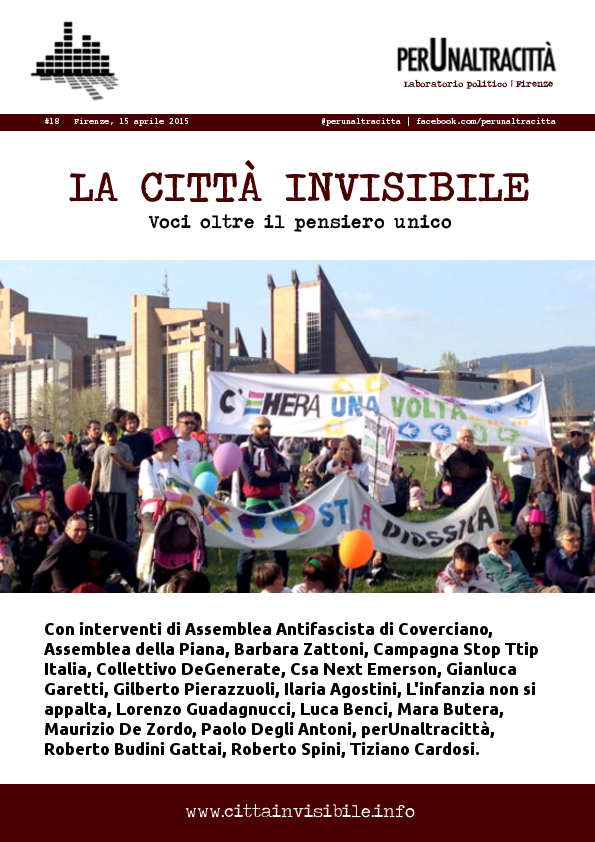 PERUNALTRACITTÀ
Laboratorio politico | Firenze
#18 Firenze, 15 aprile 2015 @perunaltracitta | facebook.com/perunaltracitta
LA CITTÀ INVISIBILE
Voci oltre il pensiero unico
C'EHERA UNA VOLTA
DIOSSICA
Con interventi di Assemblea Antifascista di Coverciano,
Assemblea della Piana, Barbara Zattoni, Campagna Stop Ttip
Italia, Collettivo DeGenerate, Csa Next Emerson, Gianluca
Garetti, Gilberto Pierazzuoli, Ilaria Agostini, L'infanzia non si
appalta, Lorenzo Guadagnucci, Luca Benci, Mara Butera,
Maurizio De Zordo, Paolo Degli Antoni, perUnaltracittà,
Roberto Budini Gattai, Roberto Spini, Tiziano Cardosi.
www.cittainvisibile.info